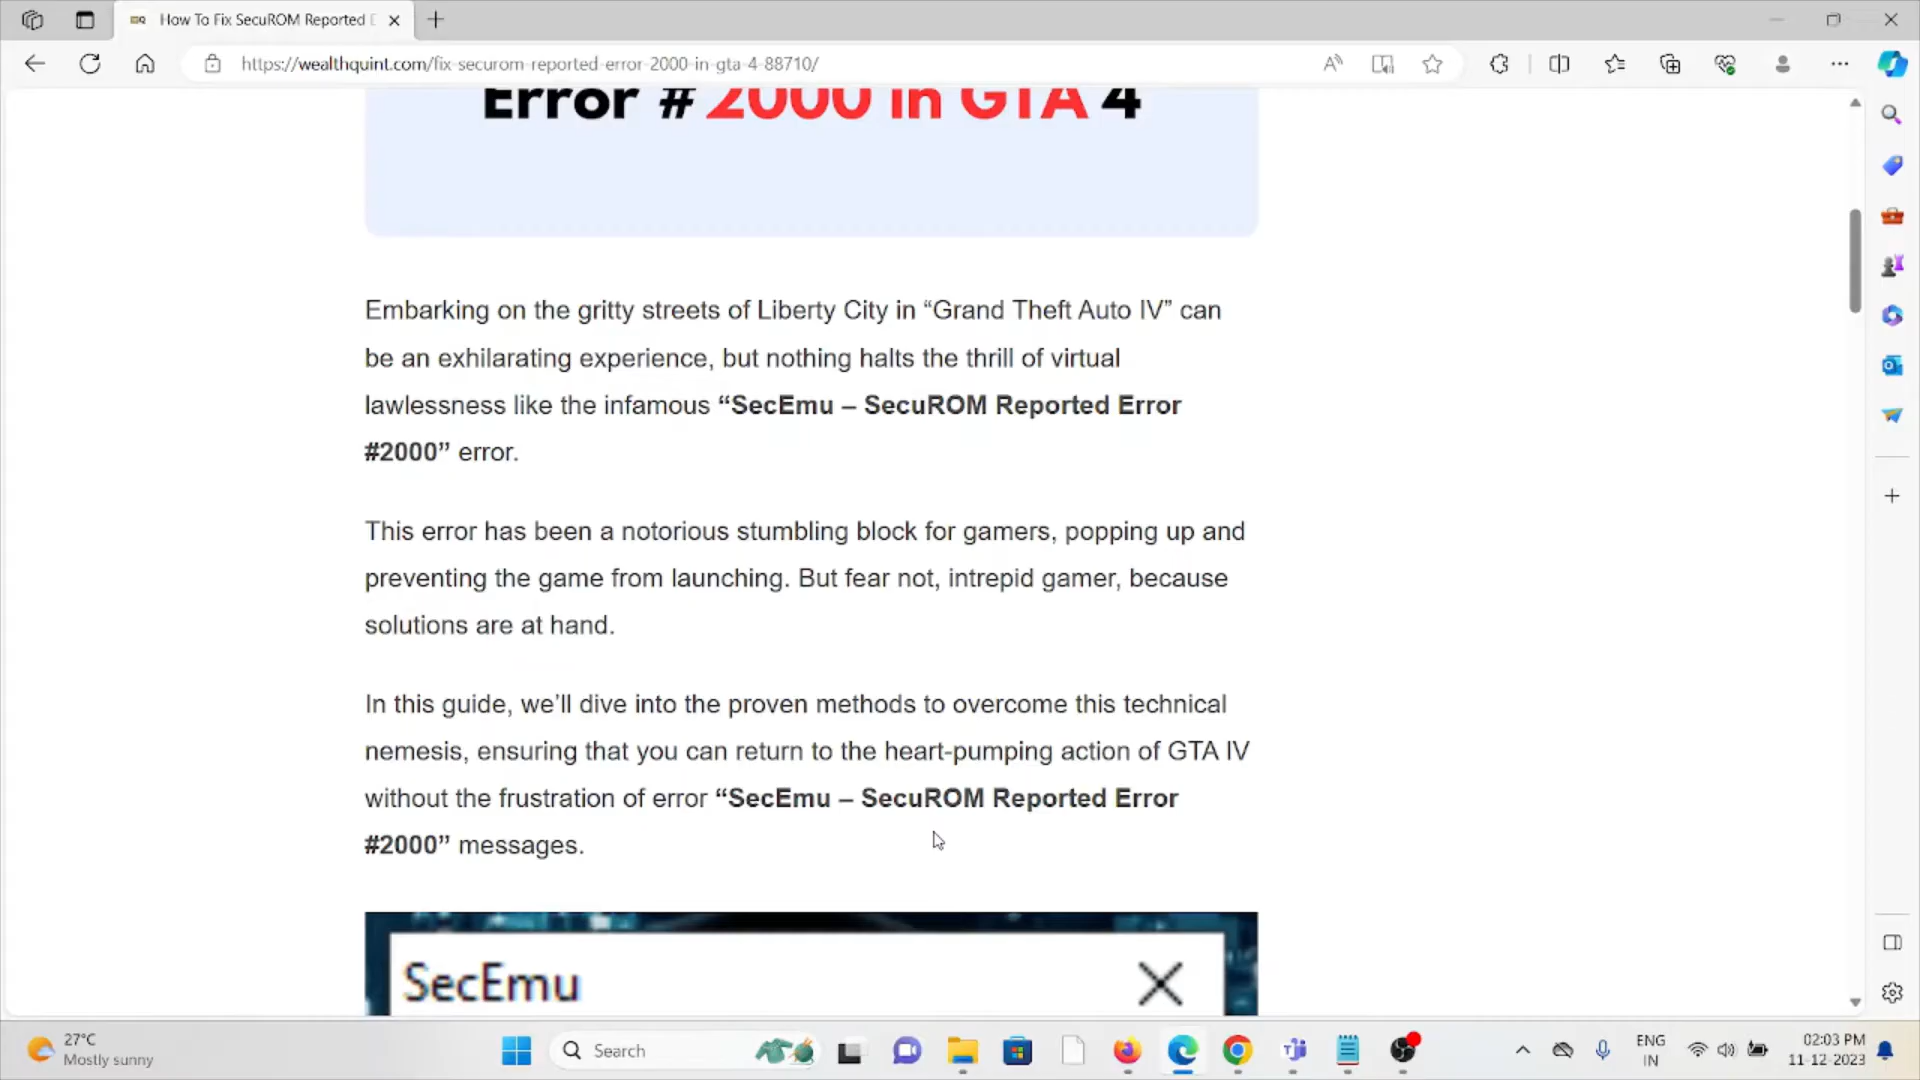 How To Fix SecuROM Reported E
https://wealthquint.com/fix-securom-reported-error-2000-in-gta-4-88710/
Error # 2000 in GTA 4
Embarking on the gritty streets of Liberty City in “Grand Theft Auto IV” can
be an exhilarating experience, but nothing halts the thrill of virtual
lawlessness like the infamous “SecEmu – SecuROM Reported Error
#2000” error.
This error has been a notorious stumbling block for gamers, popping up and
preventing the game from launching. But fear not, intrepid gamer, because
solutions are at hand.
In this guide, we’ll dive into the proven methods to overcome this technical
nemesis, ensuring that you can return to the heart-pumping action of GTA IV
without the frustration of error “SecEmu – SecuROM Reported Error
#2000” messages.
SecEmu
27°C
Mostly sunny
Search
ENG
IN
02:03 PM
11-12-2023